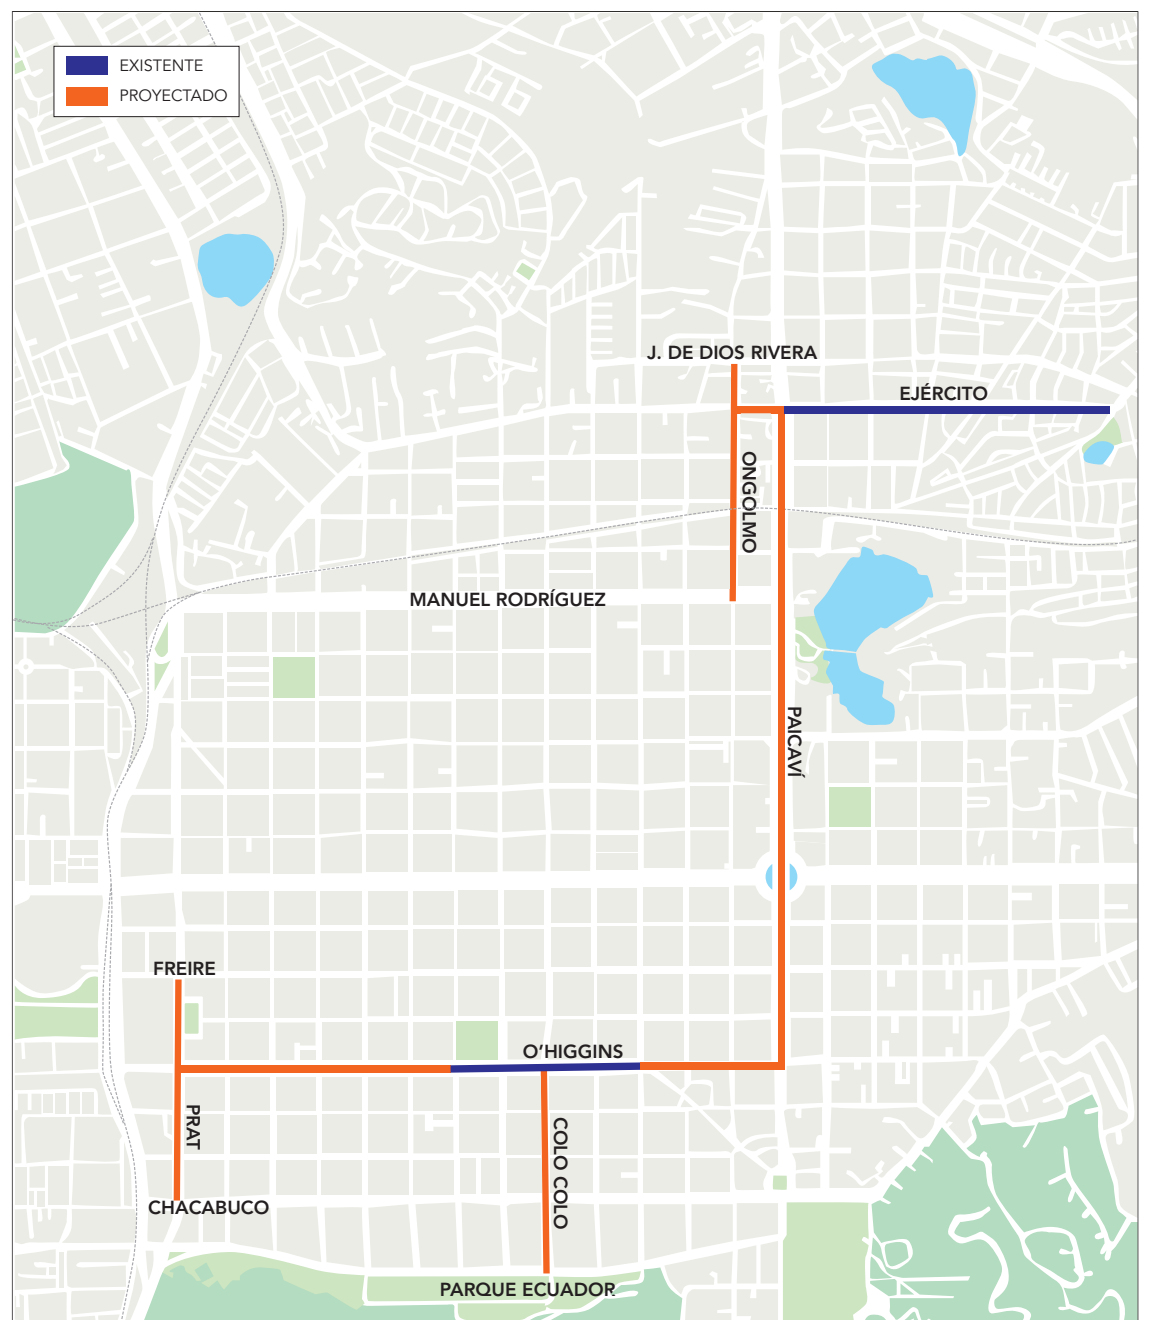 EXISTENTE
PROYECTADO
J. DE DIOS RIVERA
EJÉRCITO
ONGOLMO
MANUEL RODRÍGUEZ
PAICAVÍ
FREIRE
O'HIGGINS
PRAT
COLO COLO
CHACABUCO
PARQUE ECUADOR